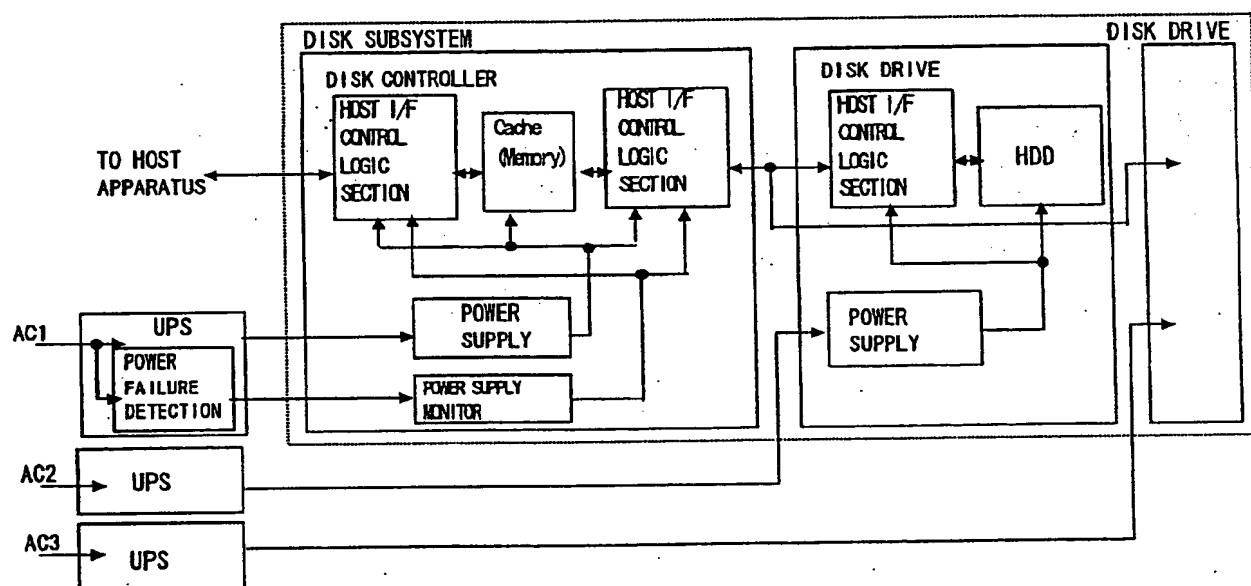 DISK SUBSYSTEM
DISK DRIVE
DISK CONTROLLER
HOST I/F
CONTROL
LOGIC
SECTION
Cache
(Memory)
HOST I/F
CONTROL
LOGIC
SECTION
DISK DRIVE
HOST I/F
CONTROL
LOGIC
SECTION
HDD
TO HOST
APPARATUS
AC1
UPS
POWER
FAILURE
DETECTION
POWER
SUPPLY
POWER SUPPLY
MONITOR
POWER
SUPPLY
AC2
UPS
AC3
UPS